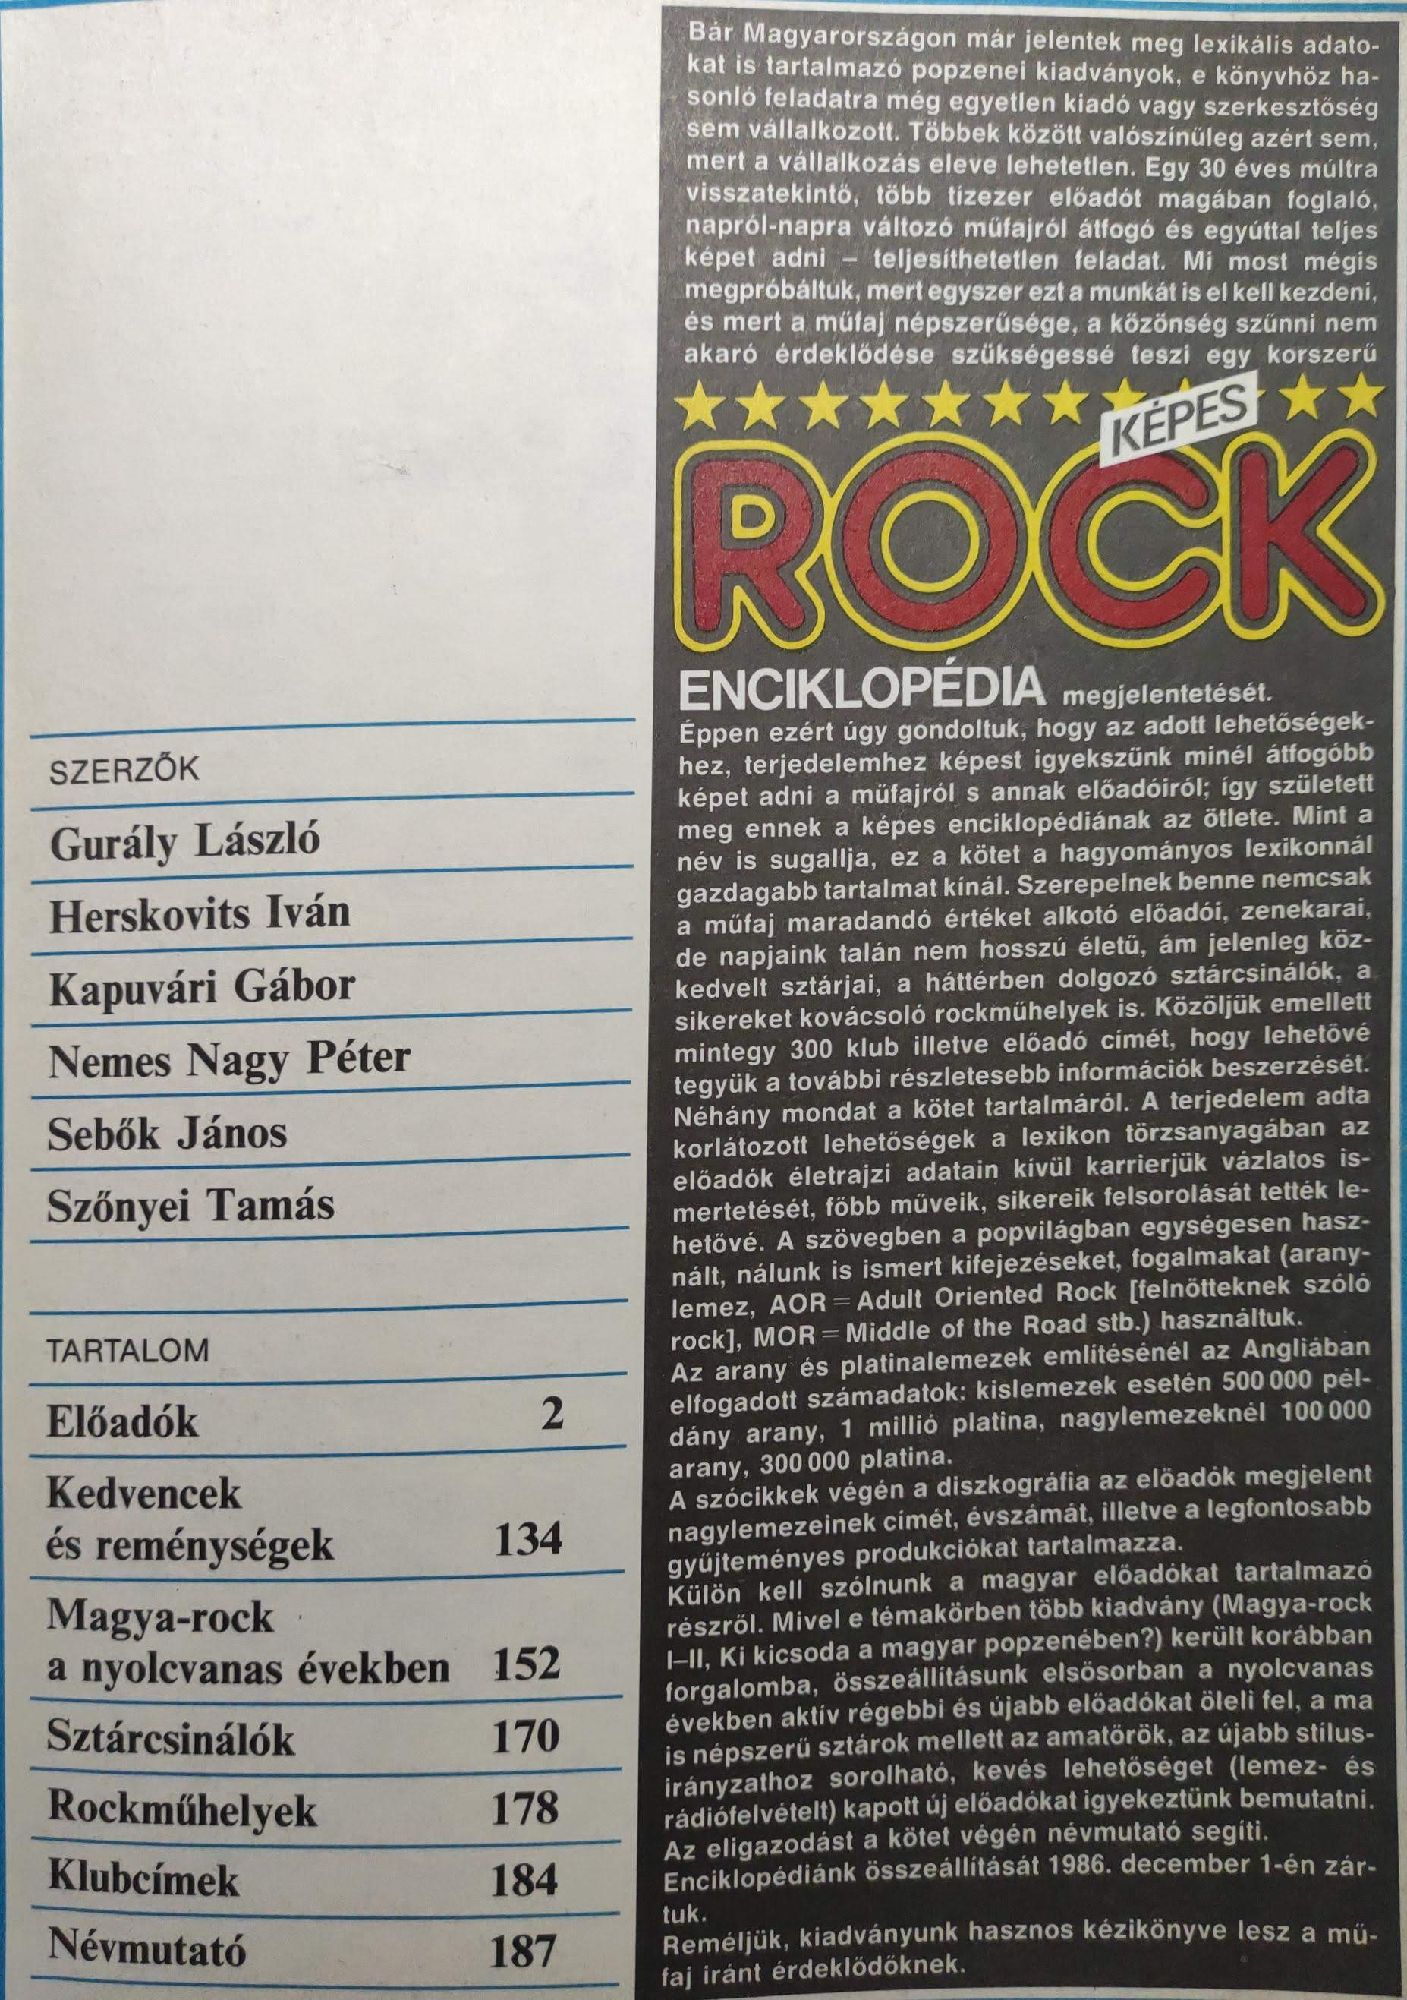 SZERZŐK
Gurály László
Herskovits Iván
Kapuvári Gábor
Nemes Nagy Péter
Sebők János
Szőnyei Tamás
TARTALOM
Előadók 2
Kedvencek
és reménységek 134
Magya-rock
a nyolcvanas években 152
Sztárcsinálók 170
Rockműhelyek 178
Klubcímek 184
Névmutató 187
Bár Magyarországon már jelentek meg lexikális adato-
kat is tartalmazó popzenei kiadványok, e könyvhöz ha-
sonló feladatra még egyetlen kiadó vagy szerkesztőség
sem vállalkozott. Többek között valószínűleg azért sem,
mert a vállalkozás eleve lehetetlen. Egy 30 éves múltra
visszatekintő, több tízezer előadót magában foglaló,
napról-napra változó műfajról átfogó és egyúttal teljes
képet adni – teljesíthetetlen feladat. Mi most mégis
megpróbáltuk, mert egyszer ezt a munkát is el kell kezdeni,
és mert a műfaj népszerűsége, a közönség szűnni nem
akaró érdeklődése szükségessé teszi egy korszerű
KÉPES
ROCK
ENCIKLOPÉDIA megjelentetését.
Éppen ezért úgy gondoltuk, hogy az adott lehetőségek-
hez, terjedelemhez képest igyekszünk minél átfogóbb
képet adni a műfajról s annak előadóiról; így született
meg ennek a képes enciklopédiának az ötlete. Mint a
név is sugallja, ez a kötet a hagyományos lexikonnál
gazdagabb tartalmat kínál. Szerepelnek benne nemcsak
a műfaj maradandó értéket alkotó előadói, zenekarai,
de napjaink talán nem hosszú életű, ám jelenleg köz-
kedvelt sztárjai, a háttérben dolgozó sztárcsinálók, a
sikereket kovácsoló rockműhelyek is. Közöljük emellett
mintegy 300 klub illetve előadó címét, hogy lehetővé
tegyük a további részletesebb információk beszerzését.
Néhány mondat a kötet tartalmáról. A terjedelem adta
korlátozott lehetőségek a lexikon törzsanyagában az
előadók életrajzi adatain kívül karrierjük vázlatos is-
mertetését, főbb műveik, sikereik felsorolását tették le-
hetővé. A szövegben a popvilágban egységesen hasz-
nált, nálunk is ismert kifejezéseket, fogalmakat (arany-
lemez, AOR = Adult Oriented Rock [felnőtteknek szóló
rock], MOR = Middle of the Road stb.) használtuk.
Az arany és platinalemezek említésénél az Angliában
elfogadott számadatok: kislemezek esetén 500 000 pél-
dány arany, 1 millió platina, nagylemezeknél 100 000
arany, 300 000 platina.
A szócikkek végén a diszkográfia az előadók megjelent
nagylemezeinek címét, évszámát, illetve a legfontosabb
gyűjteményes produkciókat tartalmazza.
Külön kell szólnunk a magyar előadókat tartalmazó
részről. Mivel e témakörben több kiadvány (Magya-rock
I–II, Ki kicsoda a magyar popzenében?) került korábban
forgalomba, összeállításunk elsősorban a nyolcvanas
években aktív régebbi és újabb előadókat öleli fel, a ma
is népszerű sztárok mellett az amatőrök, az újabb stílus-
irányzathoz sorolható, kevés lehetőséget (lemez- és
rádiófelvételt) kapott új előadókat igyekeztünk bemutatni.
Az eligazodást a kötet végén névmutató segíti.
Enciklopédiánk összeállítását 1986. december 1-én zár-
tuk.
Reméljük, kiadványunk hasznos kézikönyve lesz a mű-
faj iránt érdeklődőknek.